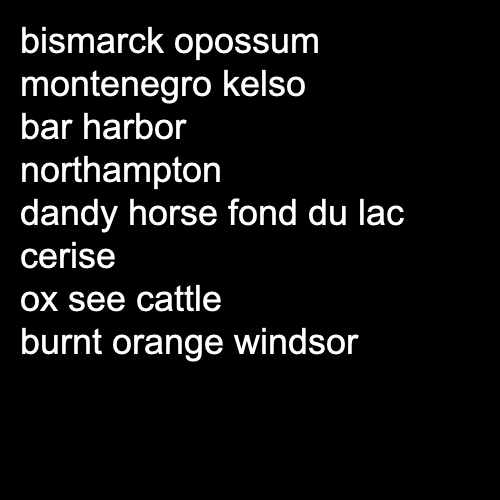 bismarck opossum
montenegro kelso
bar harbor
northampton
dandy horse fond du lac
cerise
ox see cattle
burnt orange windsor